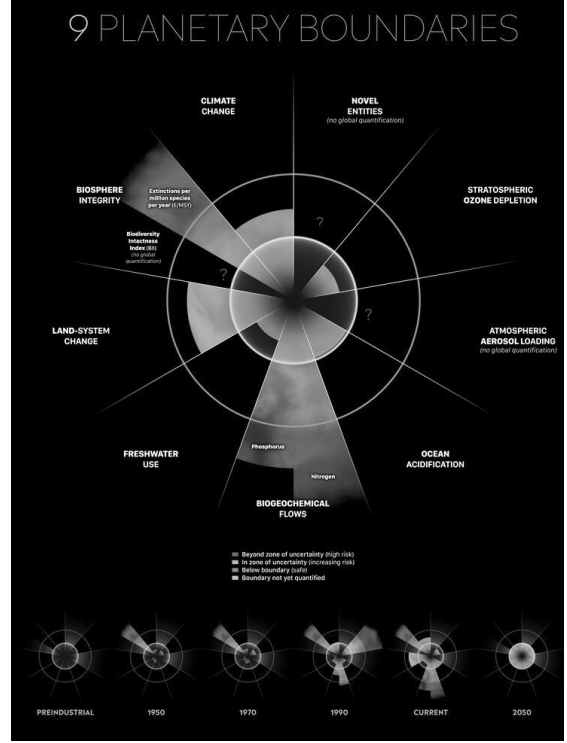 9 PLANETARY BOUNDARIES
CLIMATE
CHANGE
NOVEL
ENTITIES
(no global quantification)
BIOSPHERE
INTEGRITY
Extinctions per
million species
per year (E/MSY)
Biodiversity
Intactness
Index (BII)
(no global
quantification)
STRATOSPHERIC
OZONE DEPLETION
?
?
?
LAND-SYSTEM
CHANGE
ATMOSPHERIC
AEROSOL LOADING
(no global quantification)
FRESHWATER
USE
Phosphorus
Nitrogen
OCEAN
ACIDIFICATION
BIOGEOCHEMICAL
FLOWS
Beyond zone of uncertainty (high risk)
In zone of uncertainty (increasing risk)
Below boundary (safe)
Boundary not yet quantified
PREINDUSTRIAL
1950
1970
1990
CURRENT
2050